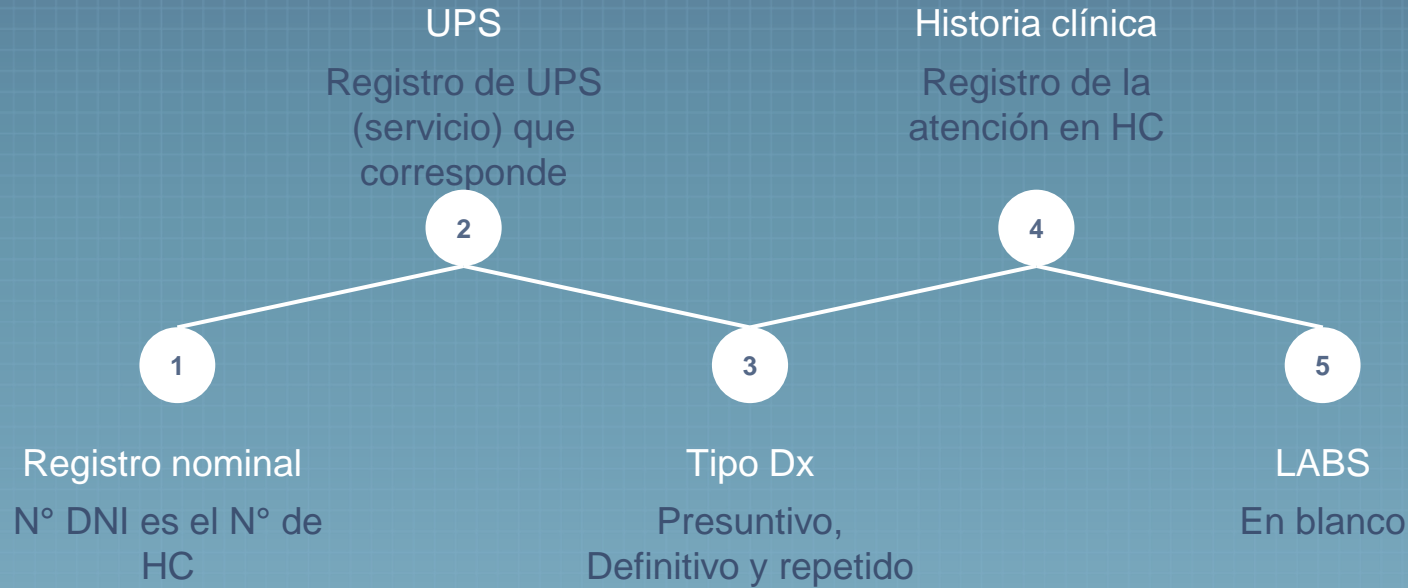 UPS
Registro de UPS
(servicio) que
corresponde
2
Historia clínica
Registro de la
atención en HC
4
1
Registro nominal
N° DNI es el N° de
HC
3
Tipo Dx
Presuntivo,
Definitivo y repetido
5
LABS
En blanco